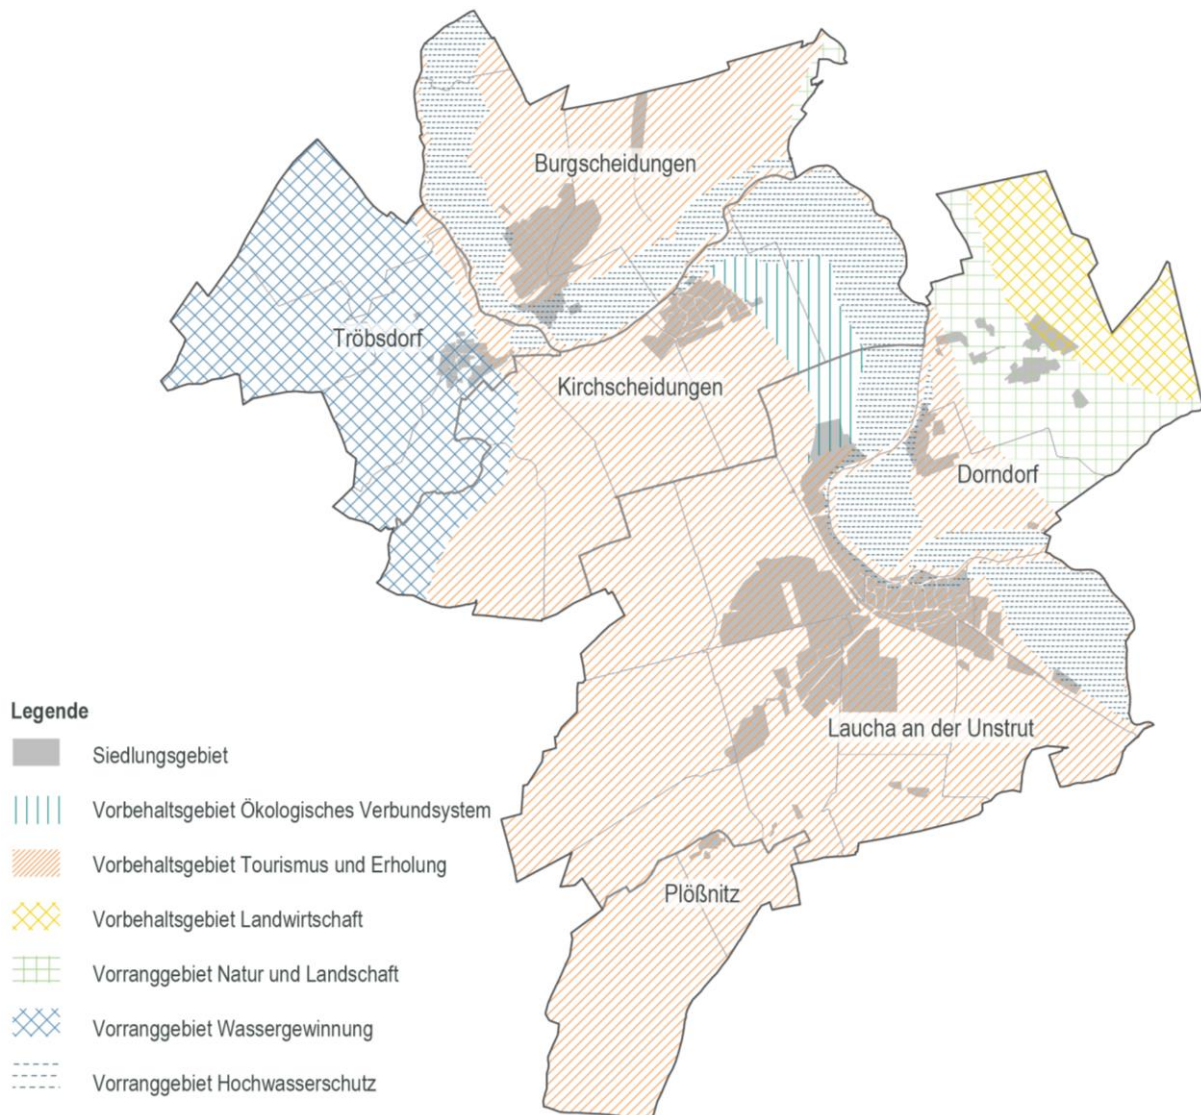 Burgscheidungen
Tröbsdorf
Kirchscheidungen
Dorndorf
Laucha an der Unstrut
Plößnitz
Legende
Siedlungsgebiet
Vorbehaltsgebiet Ökologisches Verbundsystem
Vorbehaltsgebiet Tourismus und Erholung
Vorbehaltsgebiet Landwirtschaft
Vorranggebiet Natur und Landschaft
Vorranggebiet Wassergewinnung
Vorranggebiet Hochwasserschutz